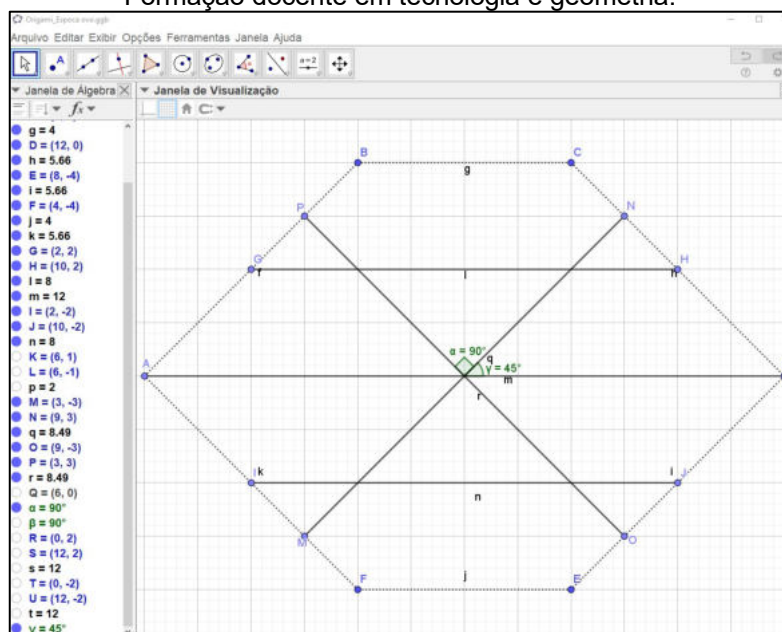 Formação docente em tecnologia e geometria.
Origami_Espoca ovo.ggb
Arquivo Editar Exibir Opções Ferramentas Janela Ajuda
A
a=2
Janela de Álgebra
Janela de Visualização
fx
g = 4
D = (12, 0)
h = 5.66
E = (8, -4)
i = 5.66
F = (4, -4)
j = 4
k = 5.66
G = (2, 2)
H = (10, 2)
l = 8
m = 12
I = (2, -2)
J = (10, -2)
n = 8
K = (6, 1)
L = (6, -1)
p = 2
M = (3, -3)
N = (9, 3)
q = 8.49
O = (9, -3)
P = (3, 3)
r = 8.49
Q = (6, 0)
α = 90°
β = 90°
R = (0, 2)
S = (12, 2)
s = 12
T = (0, -2)
U = (12, -2)
t = 12
γ = 45°
B
C
g
P
N
G
H
f
l
h
α = 90°
q
γ = 45°
A
m
r
I
k
i
J
n
M
O
j
F
E